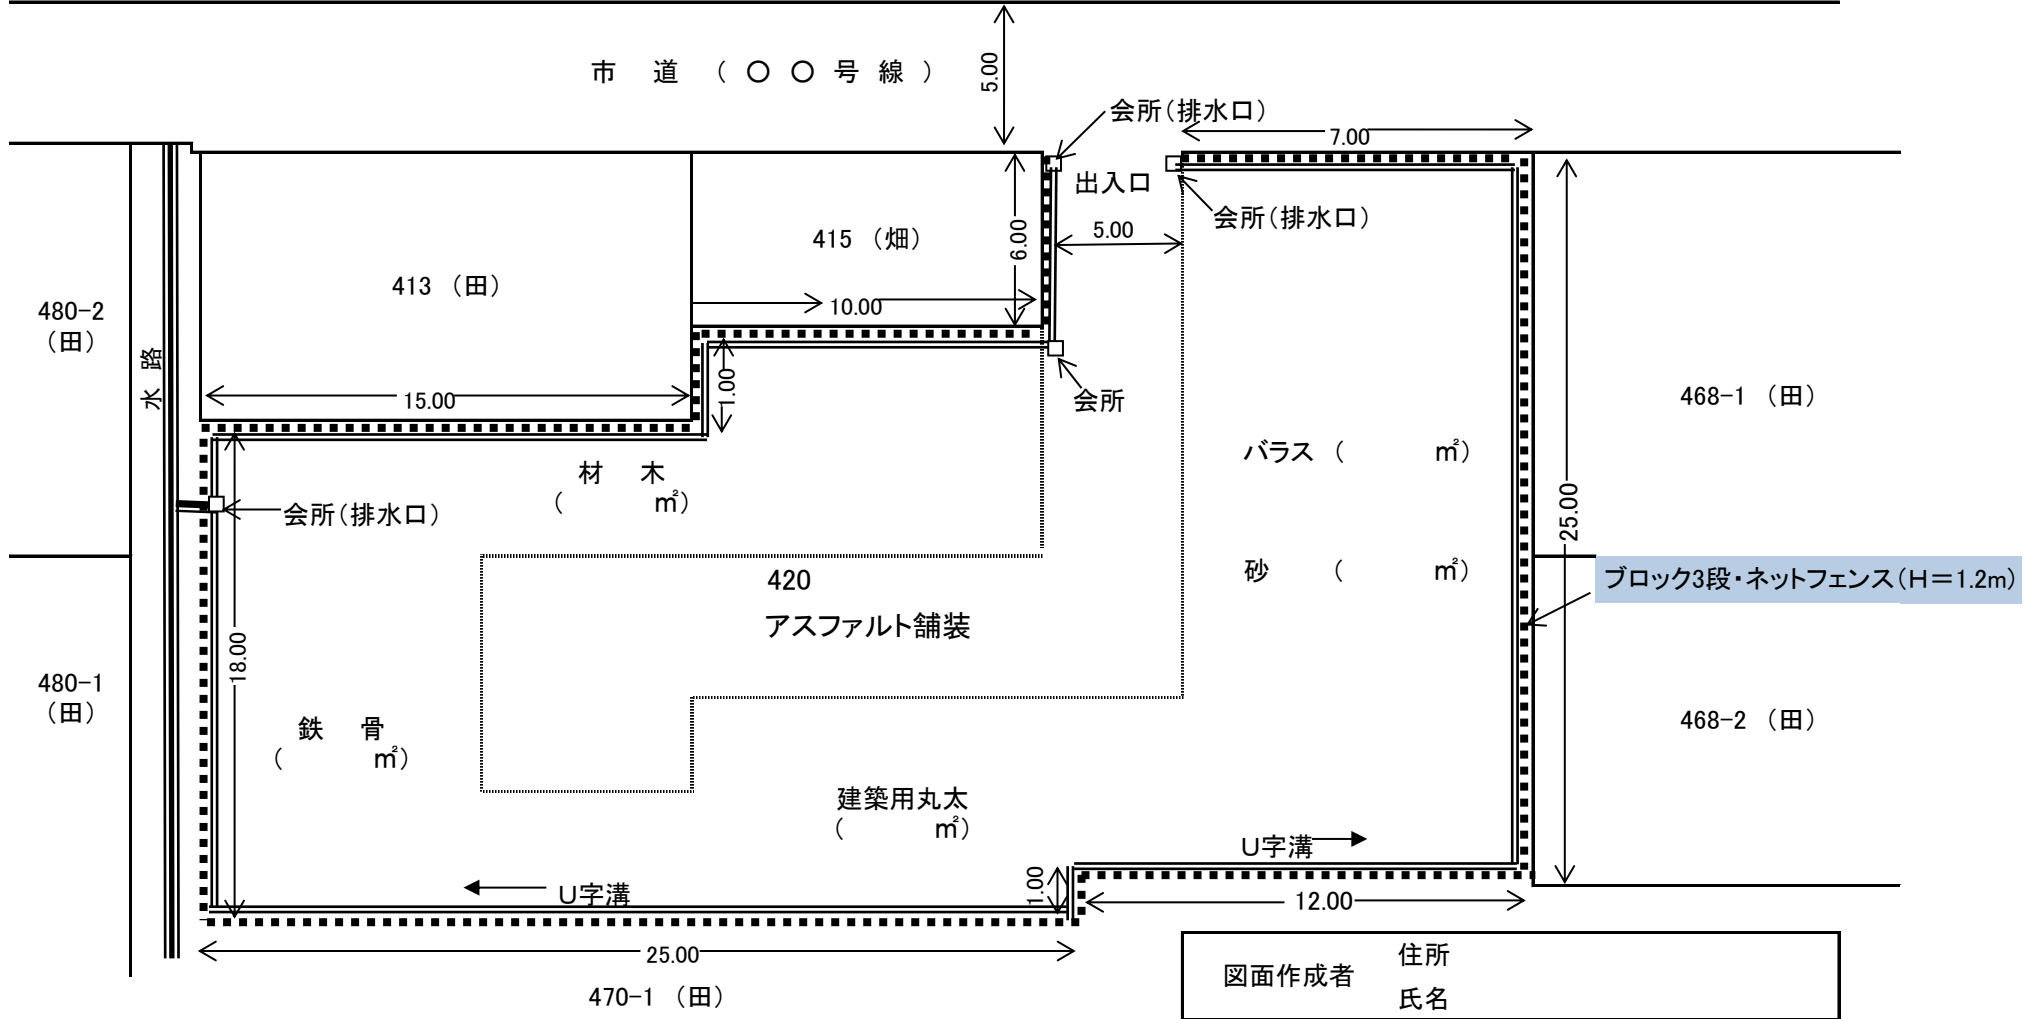 市 道 ( ○ ○ 号 線 )
5.00
会所(排水口)
7.00
出入口
会所(排水口)
5.00
6.00
415 (畑)
413 (田)
10.00
480-2
(田)
水路
15.00
1.00
会所
468-1 (田)
バラス ( ㎡)
材 木
( ㎡)
会所(排水口)
25.00
砂 ( ㎡)
420
アスファルト舗装
ブロック3段・ネットフェンス(H=1.2m)
18.00
480-1
(田)
鉄 骨
( ㎡)
468-2 (田)
建築用丸太
( ㎡)
U字溝
U字溝
1.00
12.00
25.00
470-1 (田)
図面作成者
住所
氏名